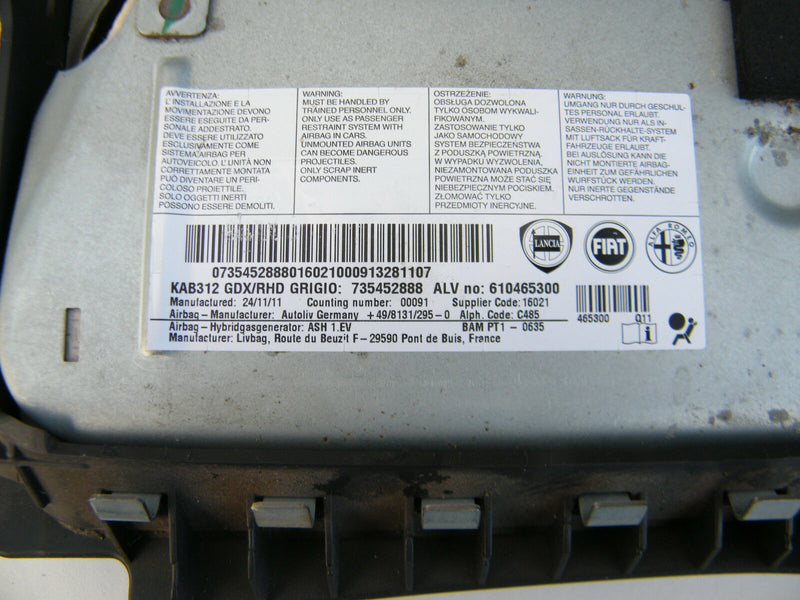 AVVERTENZA:
L' INSTALLAZIONE E LA
MOVIMENTAZIONE DEVONO
ESSERE ESEGUITE DA PER-
SONALE ADDESTRATO.
DEVE ESSERE UTILIZZATO
ESCLUSIVAMENTE COME
SISTEMA AIRBAG PER
AUTOVEICOLO. L'UNITÀ NON
CORRETTAMENTE MONTATA
PUÒ DIVENTARE UN PERI-
COLOSO PROIETTILE.
SOLO OGGETTI INERTI
POSSONO ESSERE DEMOLITI.
WARNING:
MUST BE HANDLED BY
TRAINED PERSONNEL ONLY.
ONLY USE AS PASSENGER
RESTRAINT SYSTEM WITH
AIRBAG IN CARS.
UNMOUNTED AIRBAG UNITS
CAN BECOME DANGEROUS
PROJECTILES.
ONLY SCRAP INERT
COMPONENTS.
OSTRZEŻENIE:
OBSŁUGA DOZWOLONA
TYLKO OSOBOM WYKWALI-
FIKOWANYM.
ZASTOSOWANIE TYLKO
JAKO SAMOCHODOWY
SYSTEM BEZPIECZEŃSTWA
Z PODUSZKĄ POWIETRZNĄ,
W WYPADKU WYZWOLENIA,
NIEZAMONTOWANA PODUSZKA
POWIETRZNA MOŻE STAĆ SIĘ
NIEBEZPIECZNYM POCISKIEM.
ZŁOMOWAĆ TYLKO
PRZEDMIOTY INERCYJNE.
WARNUNG:
UMGANG NUR DURCH GESCHUL-
TES PERSONAL ERLAUBT.
VERWENDUNG NUR ALS IN-
SASSEN-RÜCKHALTE-SYSTEM
MIT LUFTSACK FÜR KRAFT-
FAHRZEUGE ERLAUBT.
BEI AUSLÖSUNG KANN DIE
NICHT MONTIERTE AIRBAG-
EINHEIT ZUM GEFÄHRLICHEN
WURFSTÜCK WERDEN.
NUR INERTE GEGENSTÄNDE
VERSCHROTTEN.
LANCIA
FIAT
ALFA ROMEO
0735452888016021000913281107
KAB312 GDX/RHD GRIGIO: 735452888 ALV no: 610465300
Manufactured: 24/11/11 Counting number: 00091 Supplier Code: 16021
Airbag- Manufacturer: Autoliv Germany +49/8131/295-0 Alph. Code: C485
Airbag-Hybridgasgenerator: ASH 1.EV BAM PT1- 0635
Manufacturer: Livbag, Route du Beuzit F-29590 Pont de Buis, France
465300 Q11
i